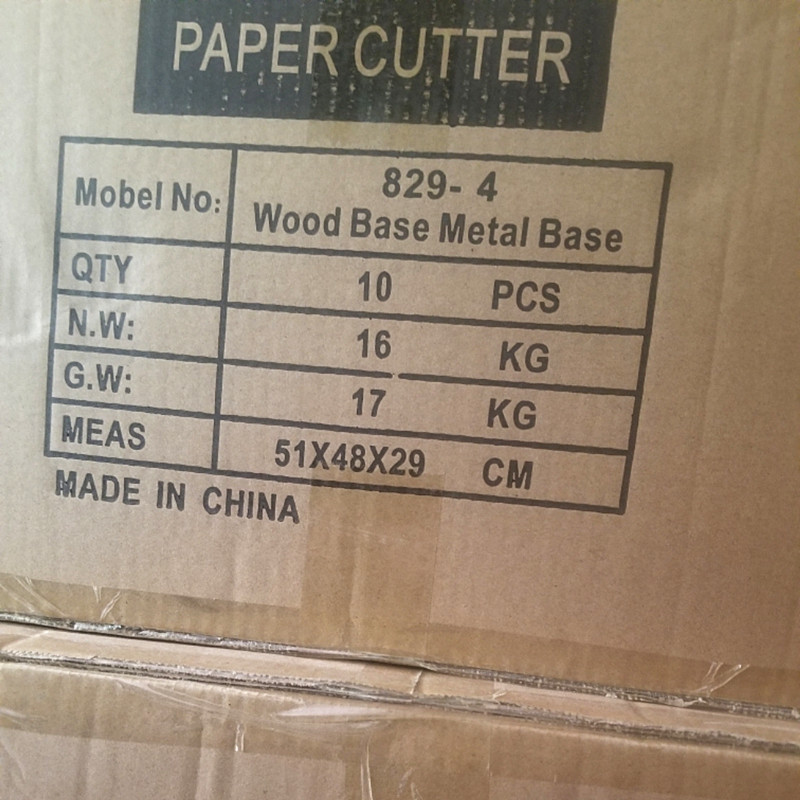 PAPER CUTTER
Mobel No: 829- 4
Wood Base Metal Base
QTY 10 PCS
N.W: 16 KG
G.W: 17 KG
MEAS 51X48X29 CM
MADE IN CHINA